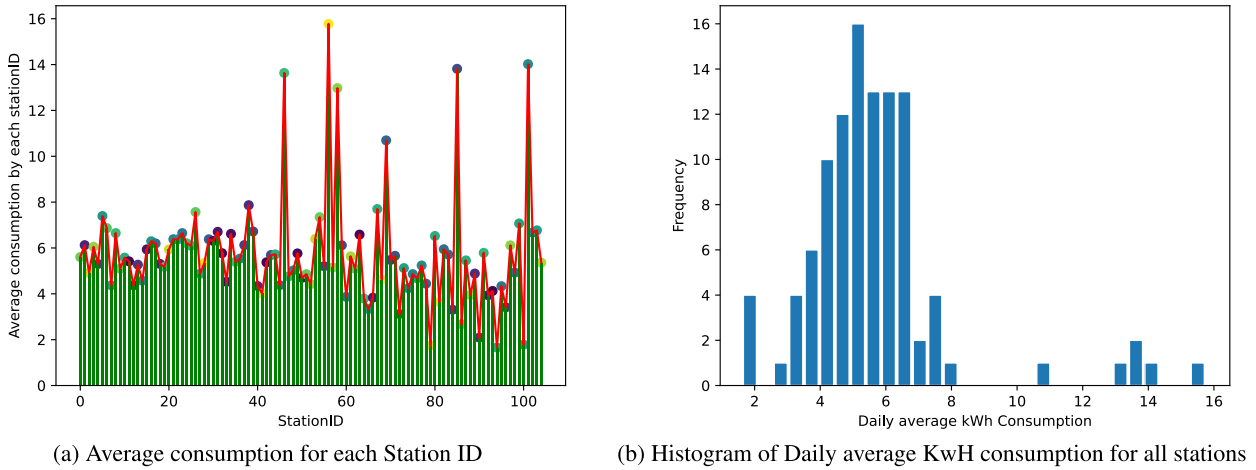 16
14
12
10
8
6
4
2
0
Average consumption by each stationID
0 20 40 60 80 100
StationID
(a) Average consumption for each Station ID
16
14
12
10
8
6
4
2
0
Frequency
2 4 6 8 10 12 14 16
Daily average kWh Consumption
(b) Histogram of Daily average KwH consumption for all stations